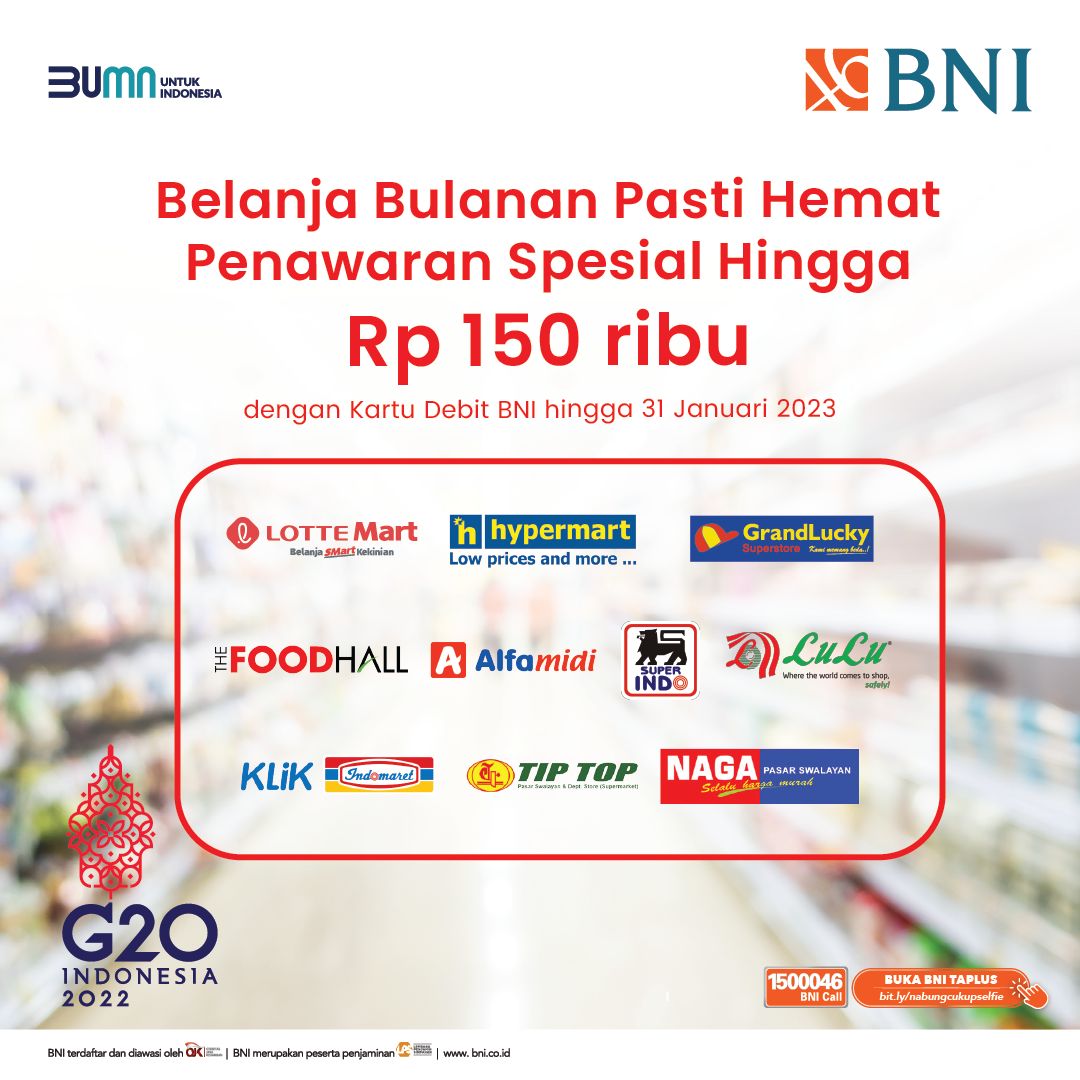 BUMN UNTUK INDONESIA
BNI
Belanja Bulanan Pasti Hemat
Penawaran Spesial Hingga
Rp 150 ribu
dengan Kartu Debit BNI hingga 31 Januari 2023
LOTTE Mart
Belanja SMart Kekinian
h hypermart
Low prices and more ...
GrandLucky
Superstore Kami memang beda..!
THE FOODHALL
A Alfamidi
SUPER
INDO
LuLu
Where the world comes to shop,
safely!
KLiK Indomaret
TIP TOP
Pasar Swalayan & Dept. Store (Supermarket)
NAGA PASAR SWALAYAN
Selalu harga murah
G20
INDONESIA
2022
1500046
BNI Call
BUKA BNI TAPLUS
bit.ly/nabungcukupselfie
BNI terdaftar dan diawasi oleh OJK | BNI merupakan peserta penjaminan | www. bni.co.id